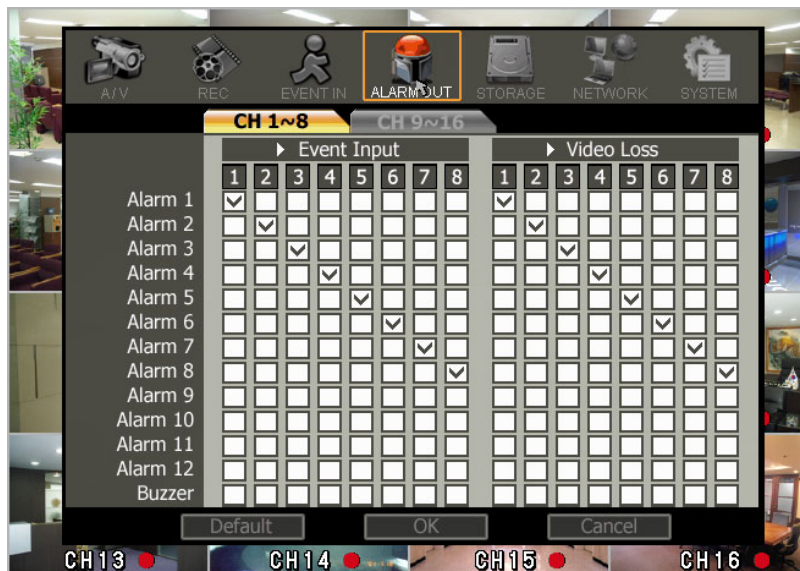 A/V REC EVENT IN ALARM OUT STORAGE NETWORK SYSTEM
CH 1~8 CH 9~16
Event Input Video Loss
1 2 3 4 5 6 7 8 1 2 3 4 5 6 7 8
Alarm 1
Alarm 2
Alarm 3
Alarm 4
Alarm 5
Alarm 6
Alarm 7
Alarm 8
Alarm 9
Alarm 10
Alarm 11
Alarm 12
Buzzer
Default OK Cancel
CH13 CH14 CH15 CH16